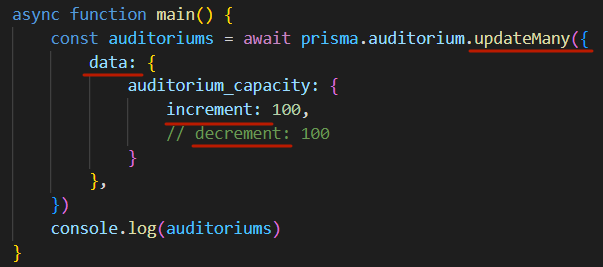 async function main() {
    const auditoriums = await prisma.auditorium.updateMany({
        data: {
            auditorium_capacity: {
                increment: 100,
                // decrement: 100
            }
        },
    })
    console.log(auditoriums)
}